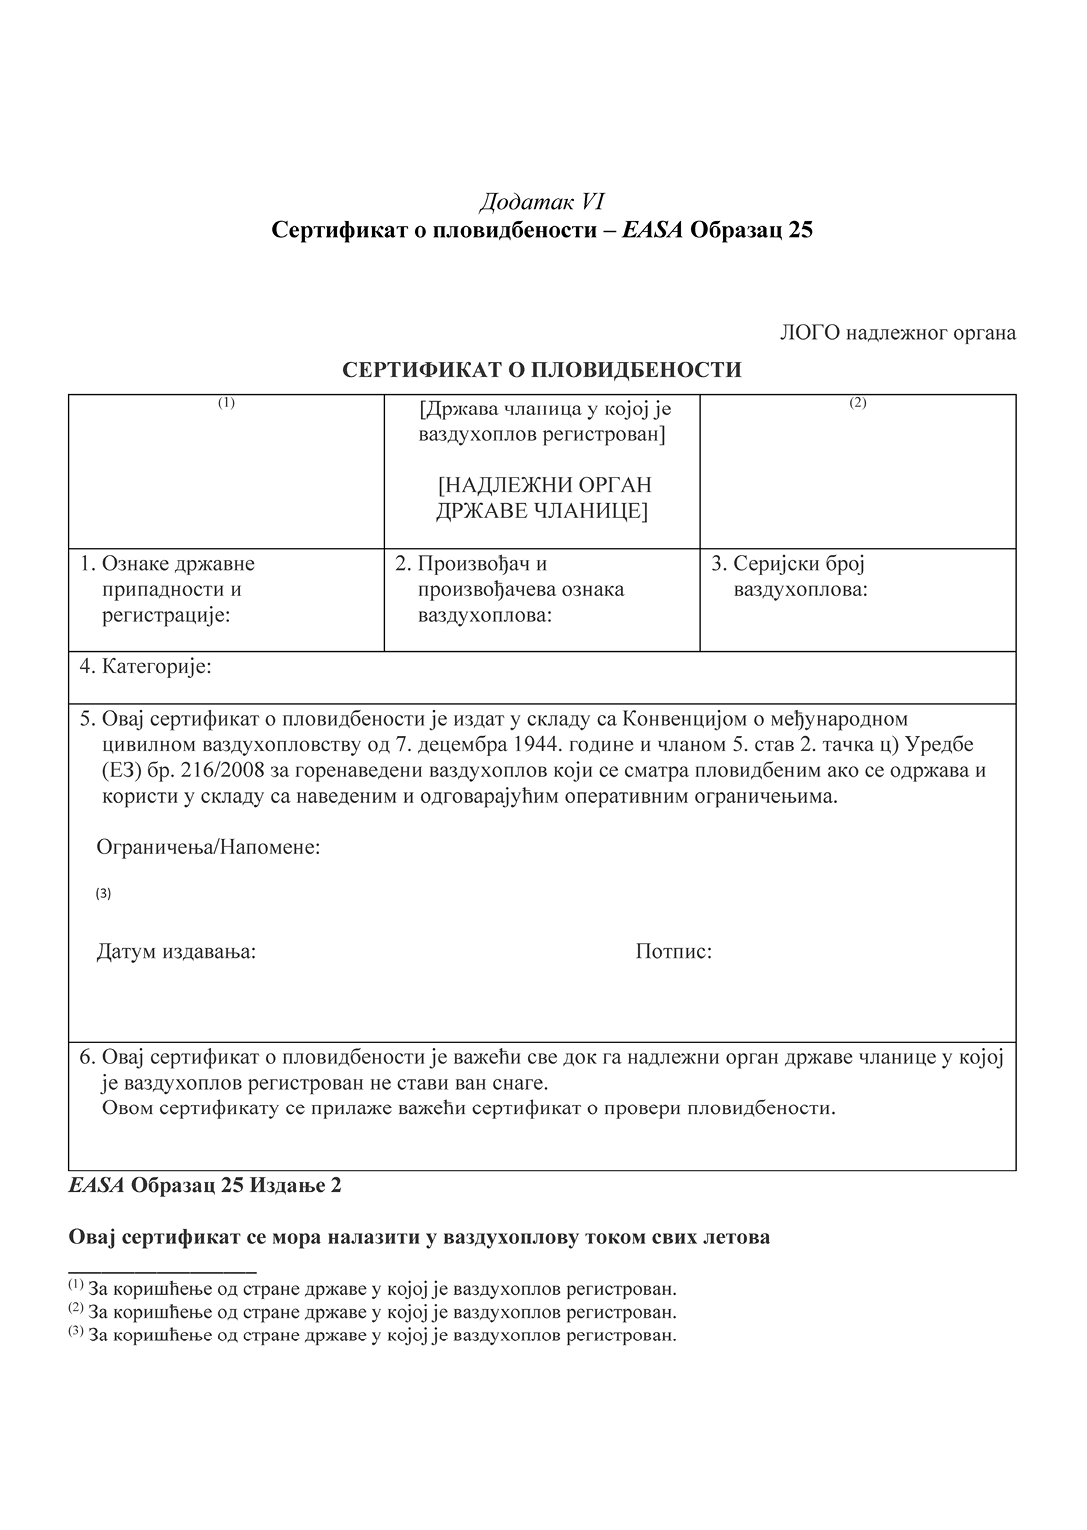 Додатак VI
Сертификат о пловидбености – EASA Образац 25
ЛОГО надлежног органа
СЕРТИФИКАТ О ПЛОВИДБЕНОСТИ
(1)
[Држава чланица у којој је
ваздухоплов регистрован]
[НАДЛЕЖНИ ОРГАН
ДРЖАВЕ ЧЛАНИЦЕ]
(2)
1. Ознаке државне
припадности и
регистрације:
2. Произвођач и
произвођачева ознака
ваздухоплова:
3. Серијски број
ваздухоплова:
4. Категорије:
5. Овај сертификат о пловидбености је издат у складу са Конвенцијом о међународном
цивилном ваздухопловству од 7. децембра 1944. године и чланом 5. став 2. тачка ц) Уредбе
(ЕЗ) бр. 216/2008 за горенаведени ваздухоплов који се сматра пловидбеним ако се одржава и
користи у складу са наведеним и одговарајућим оперативним ограничењима.
Ограничења/Напомене:
(3)
Датум издавања: Потпис:
6. Овај сертификат о пловидбености је важећи све док га надлежни орган државе чланице у којој
је ваздухоплов регистрован не стави ван снаге.
Овом сертификату се прилаже важећи сертификат о провери пловидбености.
EASA Образац 25 Издање 2
Овај сертификат се мора налазити у ваздухоплову током свих летова
(1) За коришћење од стране државе у којој је ваздухоплов регистрован.
(2) За коришћење од стране државе у којој је ваздухоплов регистрован.
(3) За коришћење од стране државе у којој је ваздухоплов регистрован.